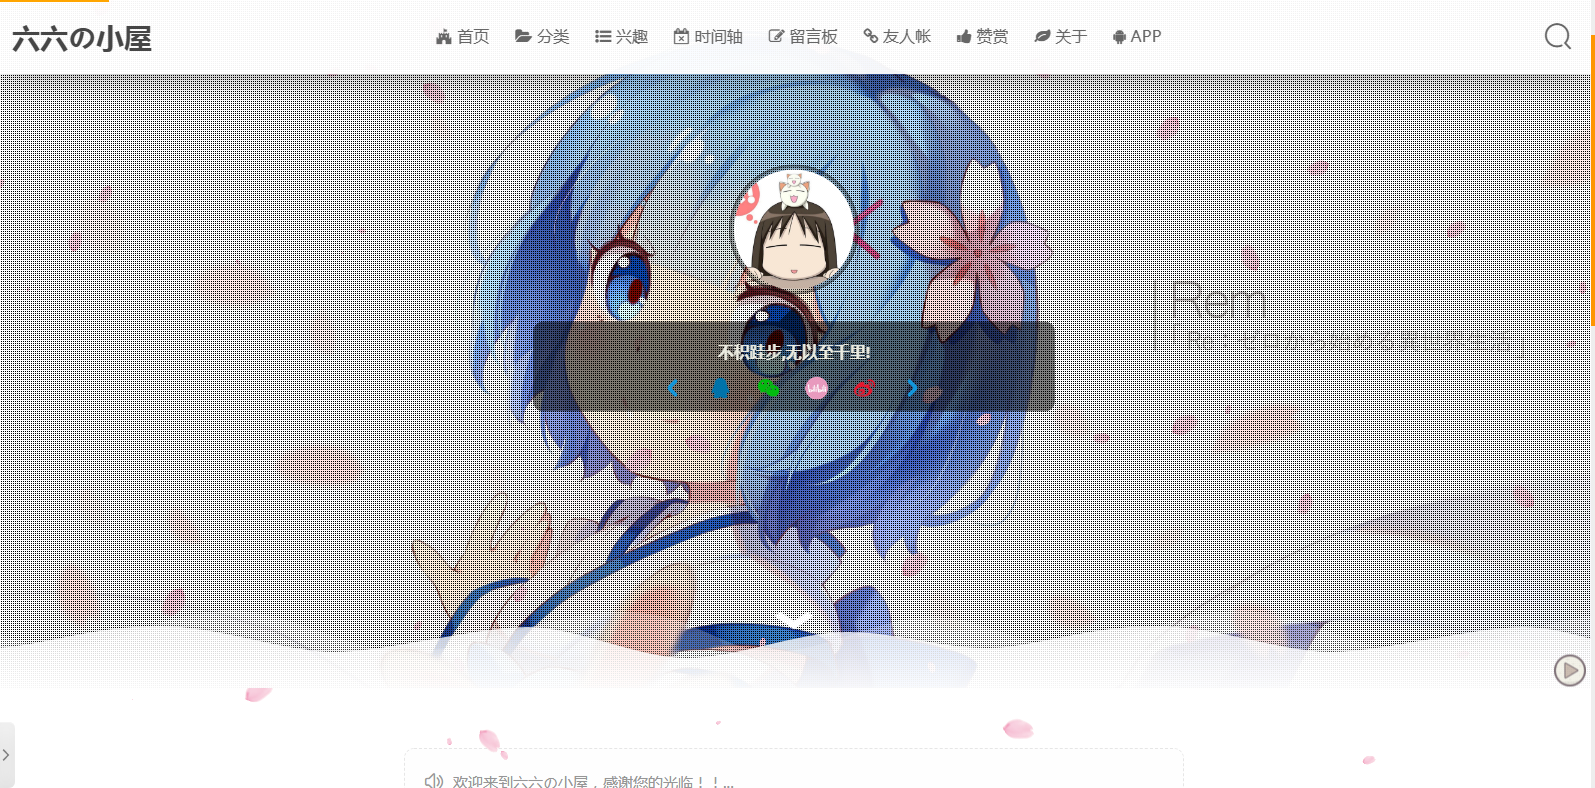 六六の小屋
首页 分类 兴趣 时间轴 留言板 友人帐 赞赏 关于 APP
Rem
不积跬步,无以至千里!
欢迎来到六六の小屋，感谢您的光临！！...